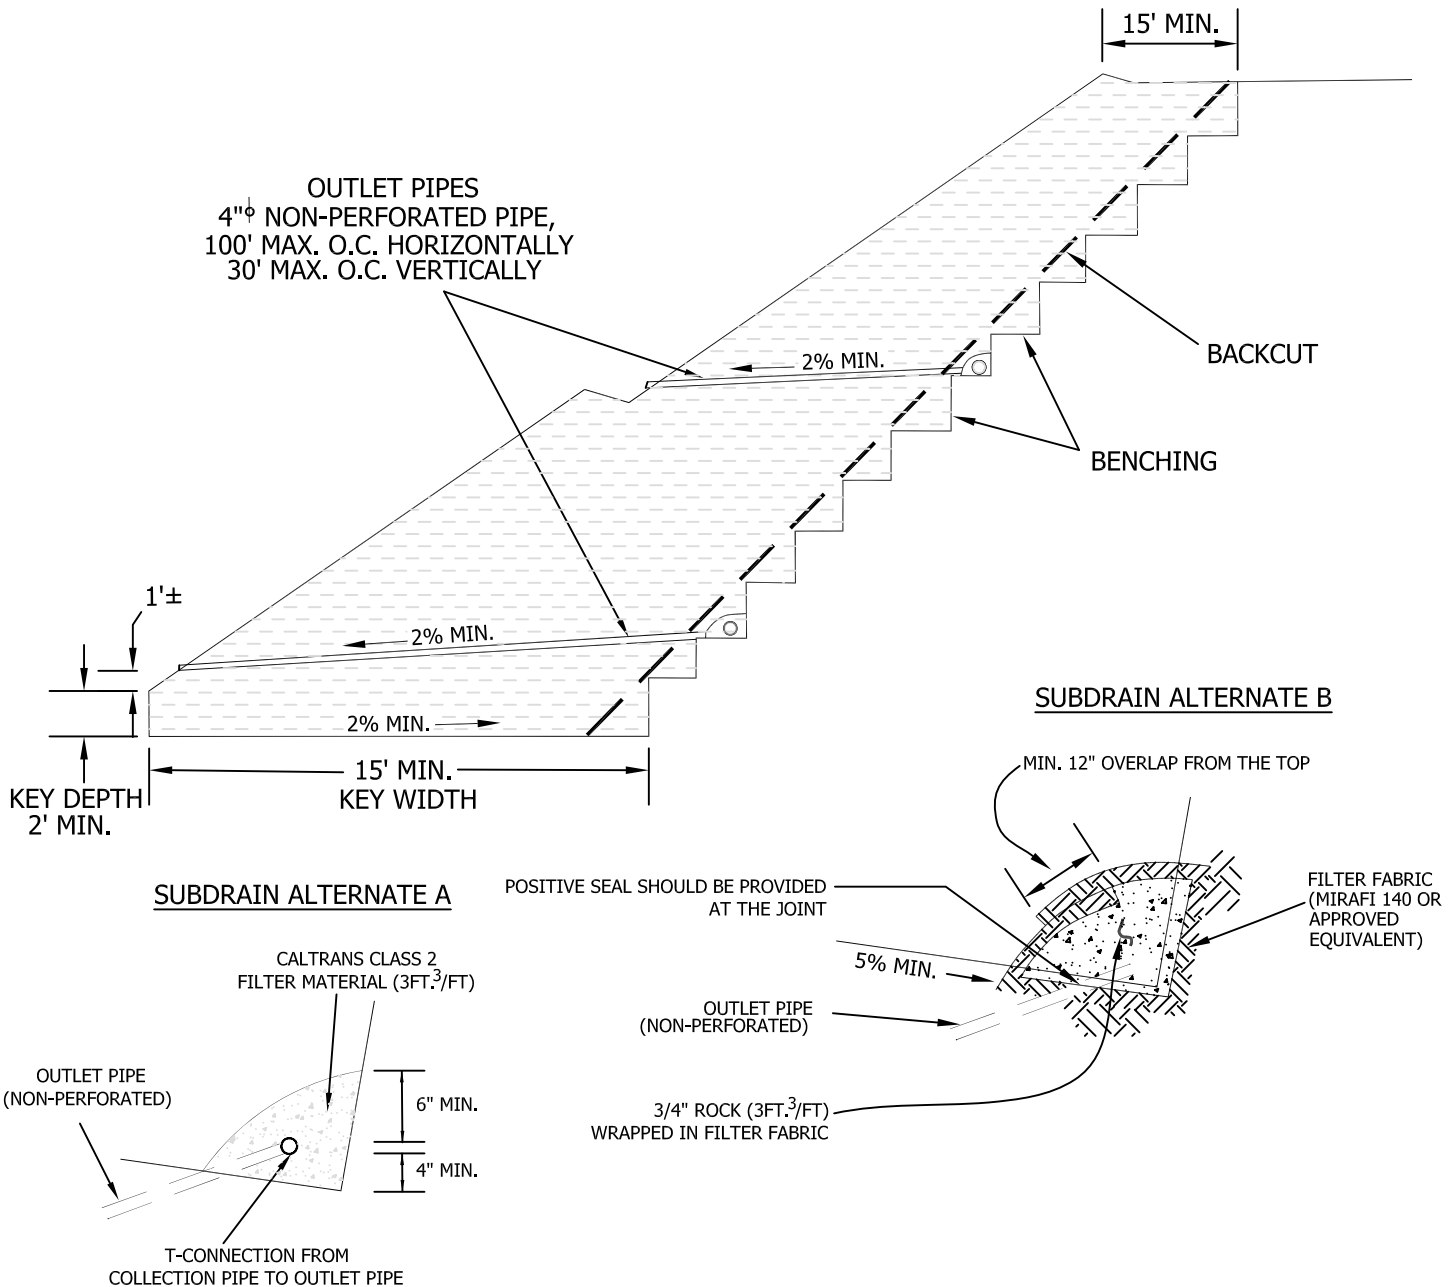 15' MIN.
OUTLET PIPES
4"ϕ NON-PERFORATED PIPE,
100' MAX. O.C. HORIZONTALLY
30' MAX. O.C. VERTICALLY
2% MIN.
BACKCUT
BENCHING
1'±
2% MIN.
2% MIN.
15' MIN.
KEY WIDTH
KEY DEPTH
2' MIN.
SUBDRAIN ALTERNATE B
MIN. 12" OVERLAP FROM THE TOP
POSITIVE SEAL SHOULD BE PROVIDED
AT THE JOINT
FILTER FABRIC
(MIRAFI 140 OR
APPROVED
EQUIVALENT)
5% MIN.
OUTLET PIPE
(NON-PERFORATED)
3/4" ROCK (3FT.³/FT)
WRAPPED IN FILTER FABRIC
SUBDRAIN ALTERNATE A
CALTRANS CLASS 2
FILTER MATERIAL (3FT.³/FT)
OUTLET PIPE
(NON-PERFORATED)
6" MIN.
4" MIN.
T-CONNECTION FROM
COLLECTION PIPE TO OUTLET PIPE